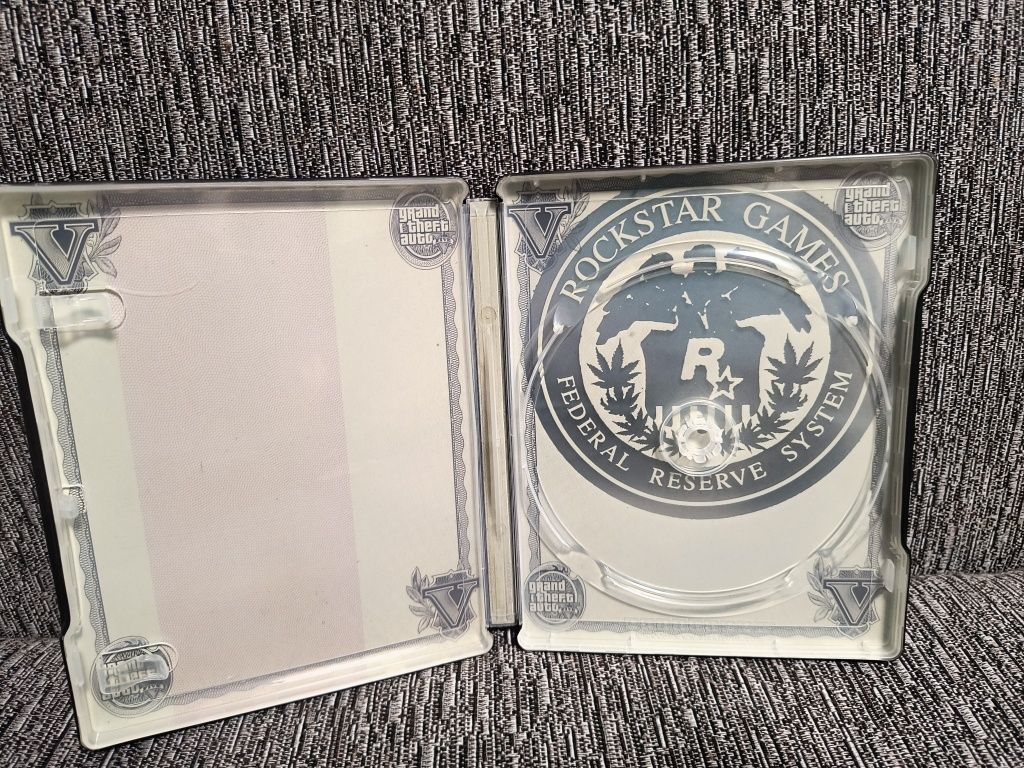 V
grand
theft
auto
V
V
grand
theft
auto
V
ROCKSTAR GAMES
R
FEDERAL RESERVE SYSTEM
grand
theft
auto
V